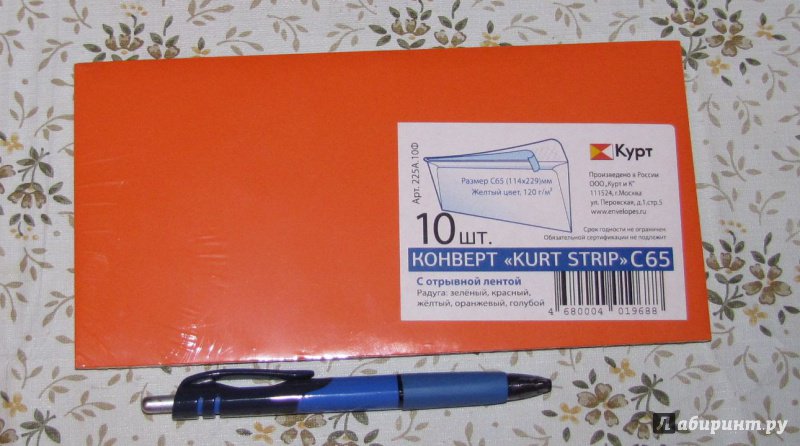 Арт. 225А.10Ф
Размер С65 (114х229)мм
Желтый цвет, 120 г/м²
Курт
Произведено в России
ООО „Курт и К"
111524, г.Москва
ул. Перовская, д.1,стр.5
www.envelopes.ru
Срок годности не ограничен.
Обязательной сертификации не подлежит
10 шт.
КОНВЕРТ «KURT STRIP» С65
С отрывной лентой
Радуга: зелёный, красный,
жёлтый, оранжевый, голубой
4 680004 019688
Лабиринт.ру